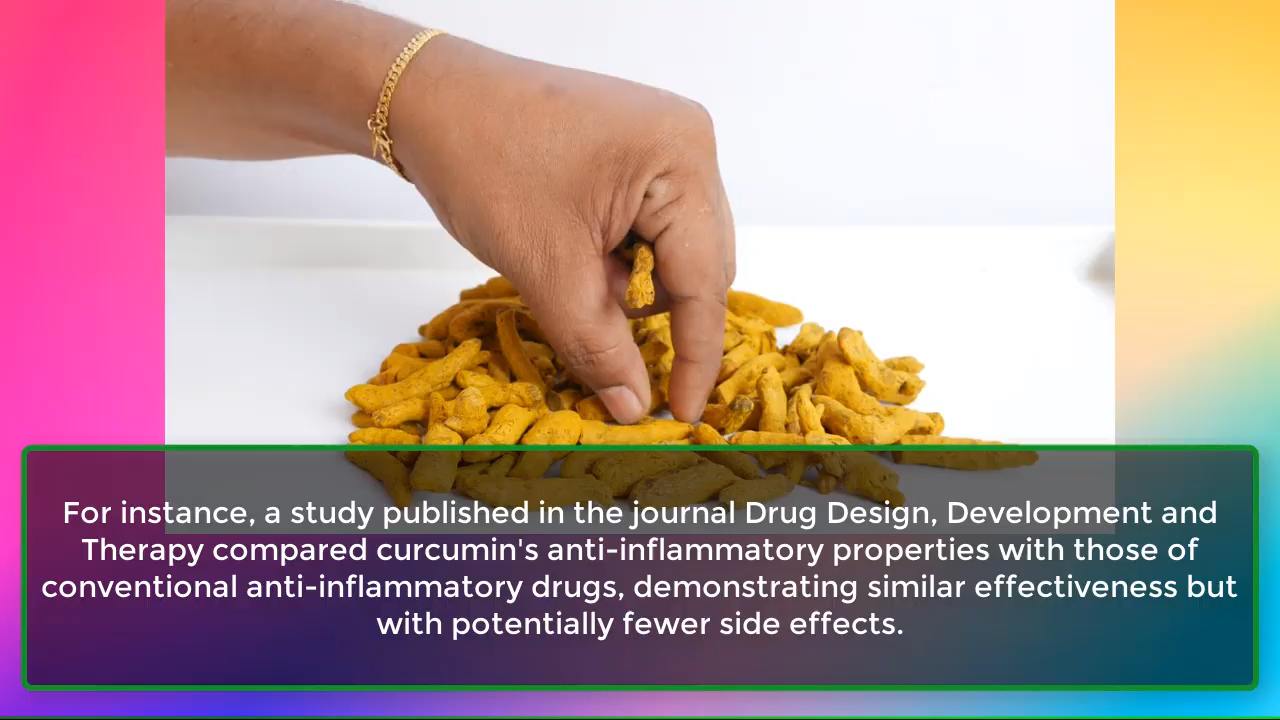 For instance, a study published in the journal Drug Design, Development and
Therapy compared curcumin's anti-inflammatory properties with those of
conventional anti-inflammatory drugs, demonstrating similar effectiveness but
with potentially fewer side effects.